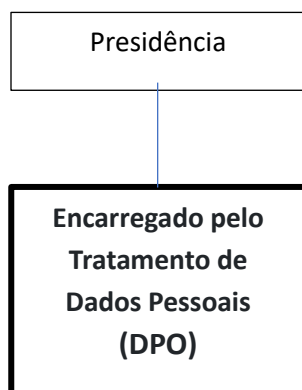 Presidência
Encarregado pelo
Tratamento de
Dados Pessoais
(DPO)